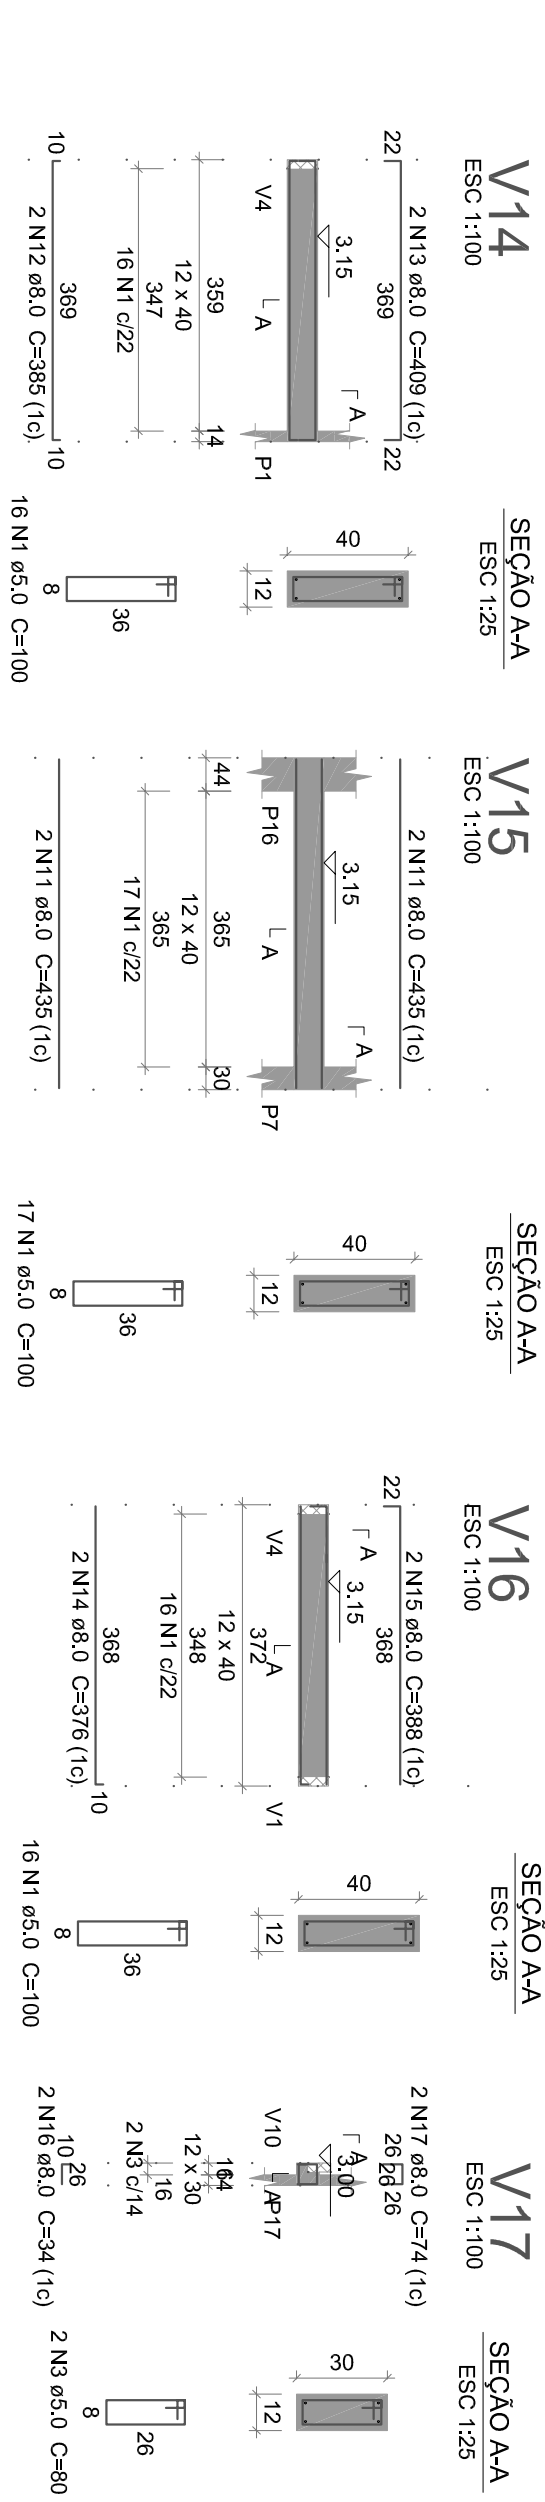 V14
ESC 1:100
2 N13 ø8.0 C=409 (1c)
22
369
22
3.15
A
A
V4
P1
359
14
12 x 40
347
16 N1 c/22
10
369
10
2 N12 ø8.0 C=385 (1c)
SEÇÃO A-A
ESC 1:25
40
12
36
8
16 N1 ø5.0 C=100
V15
ESC 1:100
2 N11 ø8.0 C=435 (1c)
3.15
A
A
P16
P7
44
365
30
12 x 40
365
17 N1 c/22
2 N11 ø8.0 C=435 (1c)
SEÇÃO A-A
ESC 1:25
40
12
36
8
17 N1 ø5.0 C=100
V16
ESC 1:100
2 N15 ø8.0 C=388 (1c)
22
368
A
3.15
A
V4
V1
372
12 x 40
348
16 N1 c/22
368
10
2 N14 ø8.0 C=376 (1c)
SEÇÃO A-A
ESC 1:25
40
12
36
8
16 N1 ø5.0 C=100
V17
ESC 1:100
2 N17 ø8.0 C=74 (1c)
26
26
26
A
3.00
A
V10
P17
12 x 30
16
2 N3 c/14
26
10
2 N16 ø8.0 C=34 (1c)
SEÇÃO A-A
ESC 1:25
30
12
26
8
2 N3 ø5.0 C=80